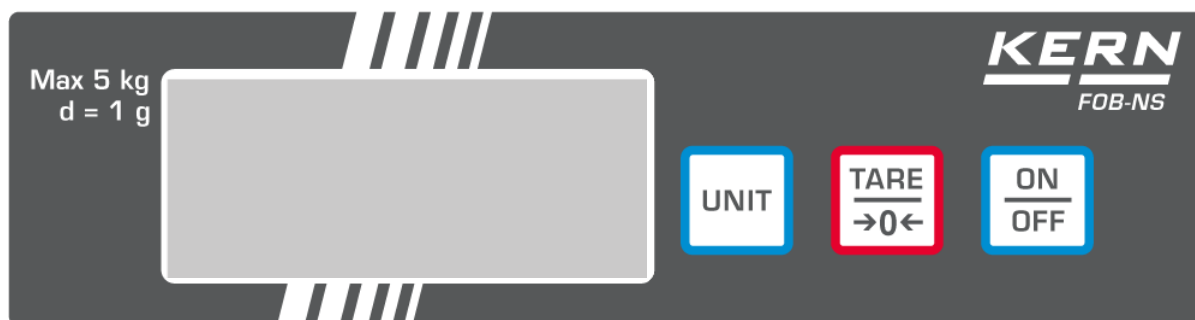 Max 5 kg
d = 1 g
KERN
FOB-NS
UNIT
TARE
→0←
ON
OFF